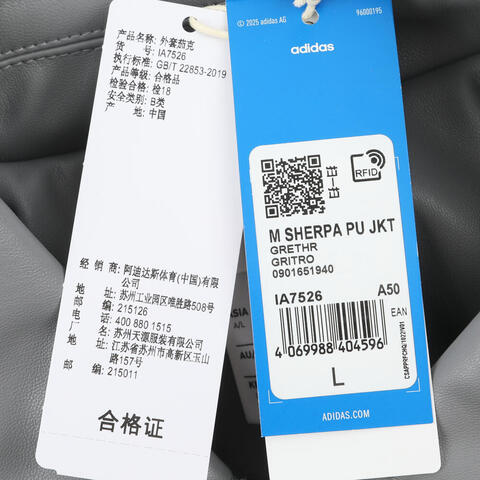 产品名称: 外套茄克
货 号: IA7526
执行标准: GB/T 22853-2019
产品等级: 合格品
检验合格: 检18
安全类别: B类
产 地: 中国
经 销 商: 阿迪达斯体育(中国)有限公司
地 址: 苏州工业园区唯胜路508号
邮 编: 215126
电 话: 400 880 1515
厂 名: 苏州天源服装有限公司
地 址: 江苏省苏州市高新区玉山路157号
邮 编: 215011
合格证
© 2025 adidas AG
96000195
adidas
RFID
M SHERPA PU JKT
GRETHR
GRITRO
0901651940
IA7526 A50
EAN
4 069988 404596
L
ADIDAS.COM
ASIA
A/L
AU/